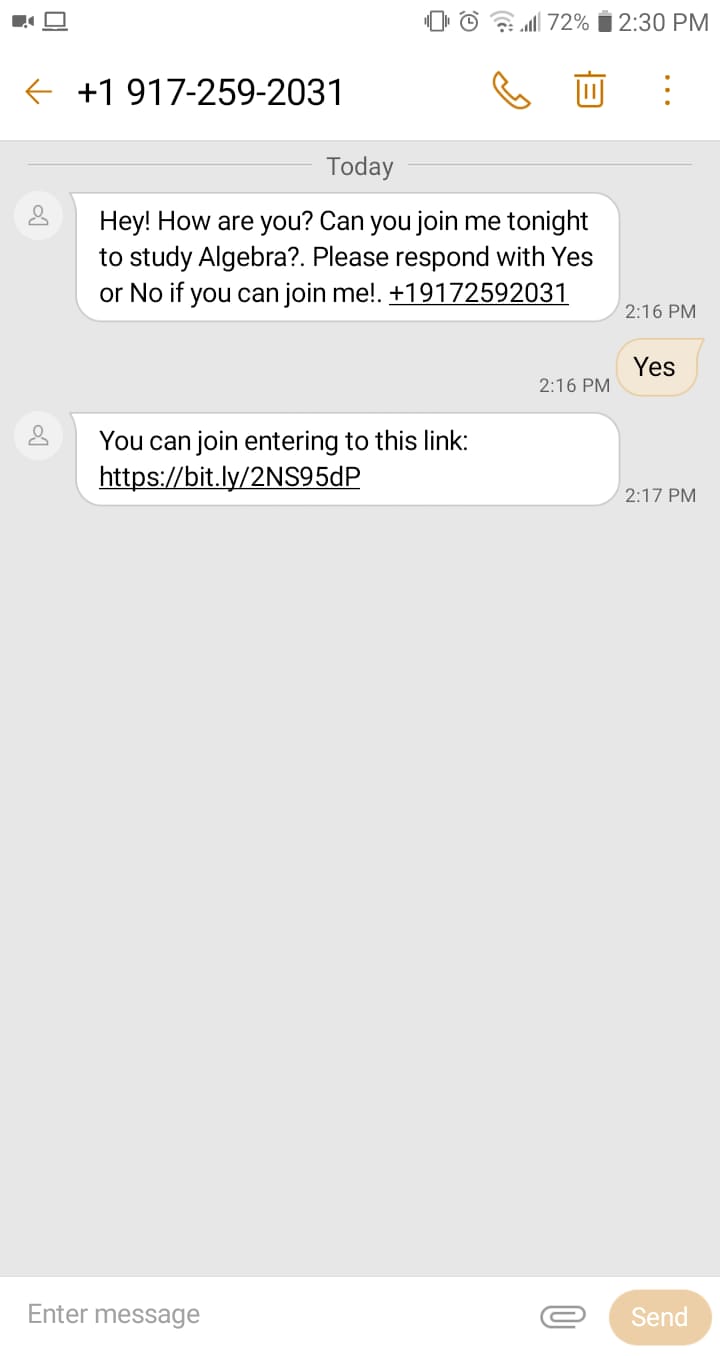 72% 2:30 PM
+1 917-259-2031
Today
Hey! How are you? Can you join me tonight
to study Algebra?. Please respond with Yes
or No if you can join me!. +19172592031
2:16 PM
Yes
2:16 PM
You can join entering to this link:
https://bit.ly/2NS95dP
2:17 PM
Enter message
Send